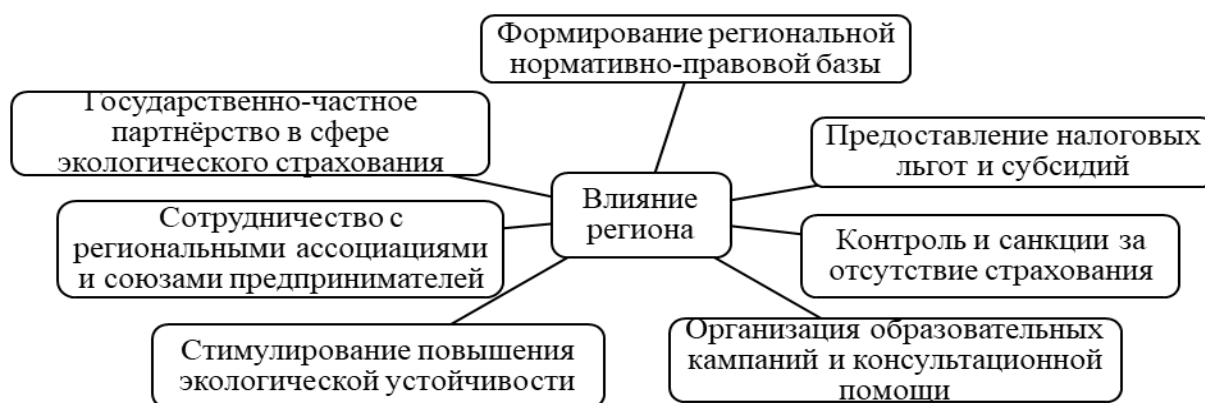 Формирование региональной
нормативно-правовой базы
Государственно-частное
партнёрство в сфере
экологического страхования
Предоставление налоговых
льгот и субсидий
Влияние
региона
Сотрудничество с
региональными ассоциациями
и союзами предпринимателей
Контроль и санкции за
отсутствие страхования
Стимулирование повышения
экологической устойчивости
Организация образовательных
кампаний и консультационной
помощи